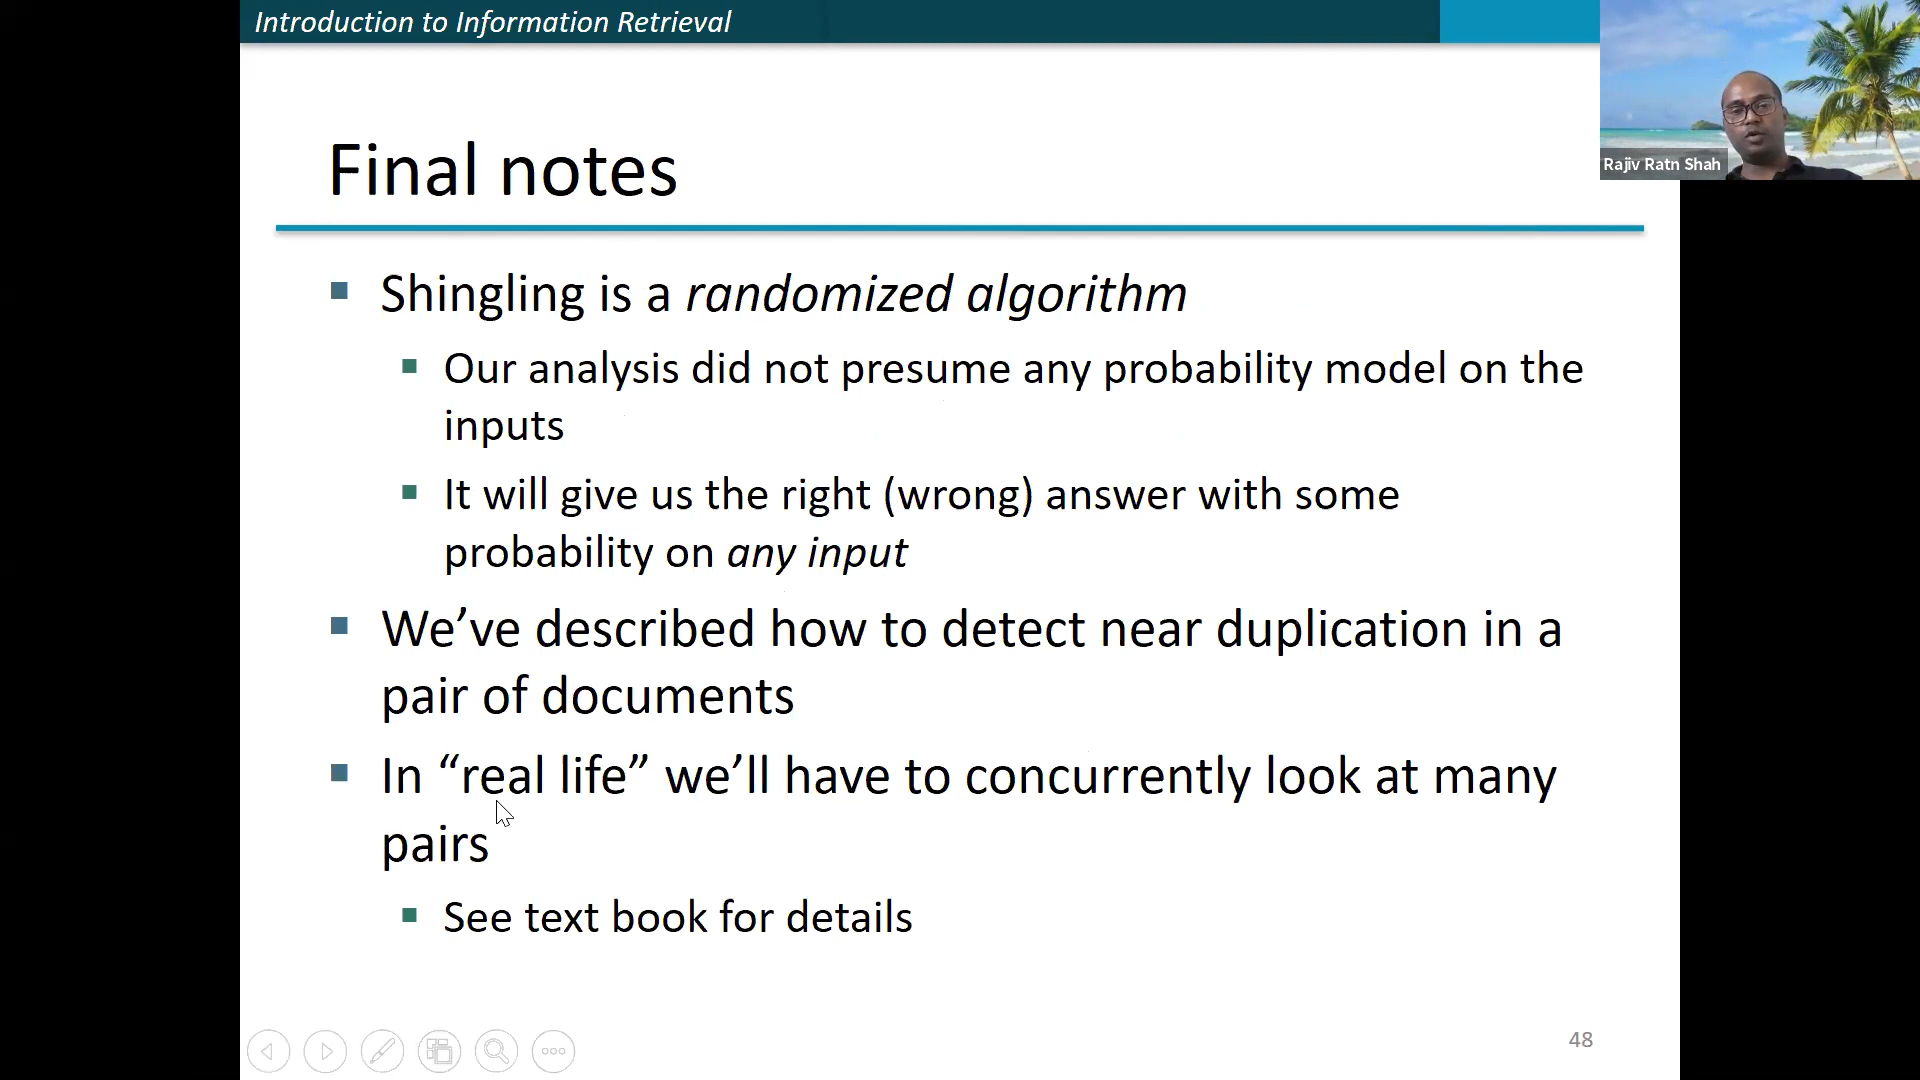 Introduction to Information Retrieval
Rajiv Ratn Shah
Final notes
Shingling is a randomized algorithm
Our analysis did not presume any probability model on the
inputs
It will give us the right (wrong) answer with some
probability on any input
We’ve described how to detect near duplication in a
pair of documents
In “real life” we’ll have to concurrently look at many
pairs
See text book for details
48